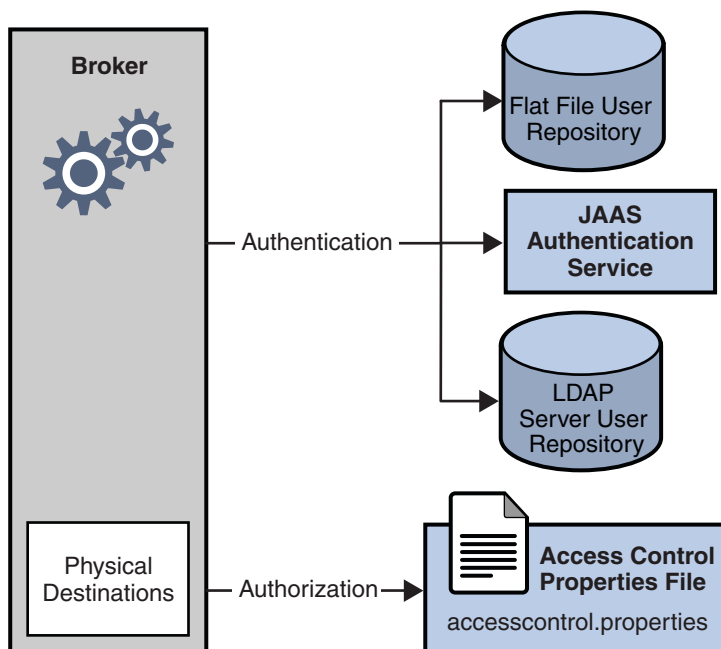 Broker
Flat File User
Repository
Authentication
JAAS
Authentication
Service
LDAP
Server User
Repository
Physical
Destinations
Authorization
Access Control
Properties File
accesscontrol.properties